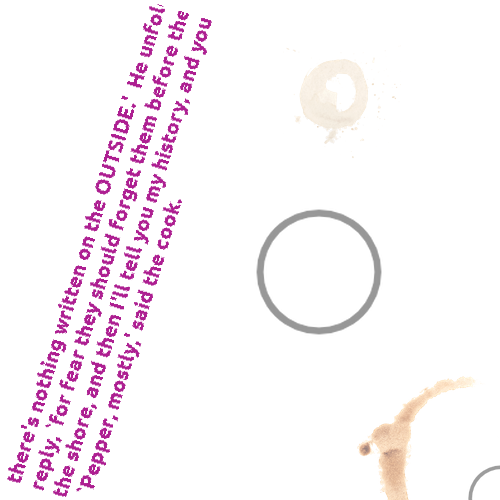 there's nothing written on the OUTSIDE.' He unfol
reply, `for fear they should forget them before the
the shore, and then I'll tell you my history, and you
`Pepper, mostly,' said the cook.